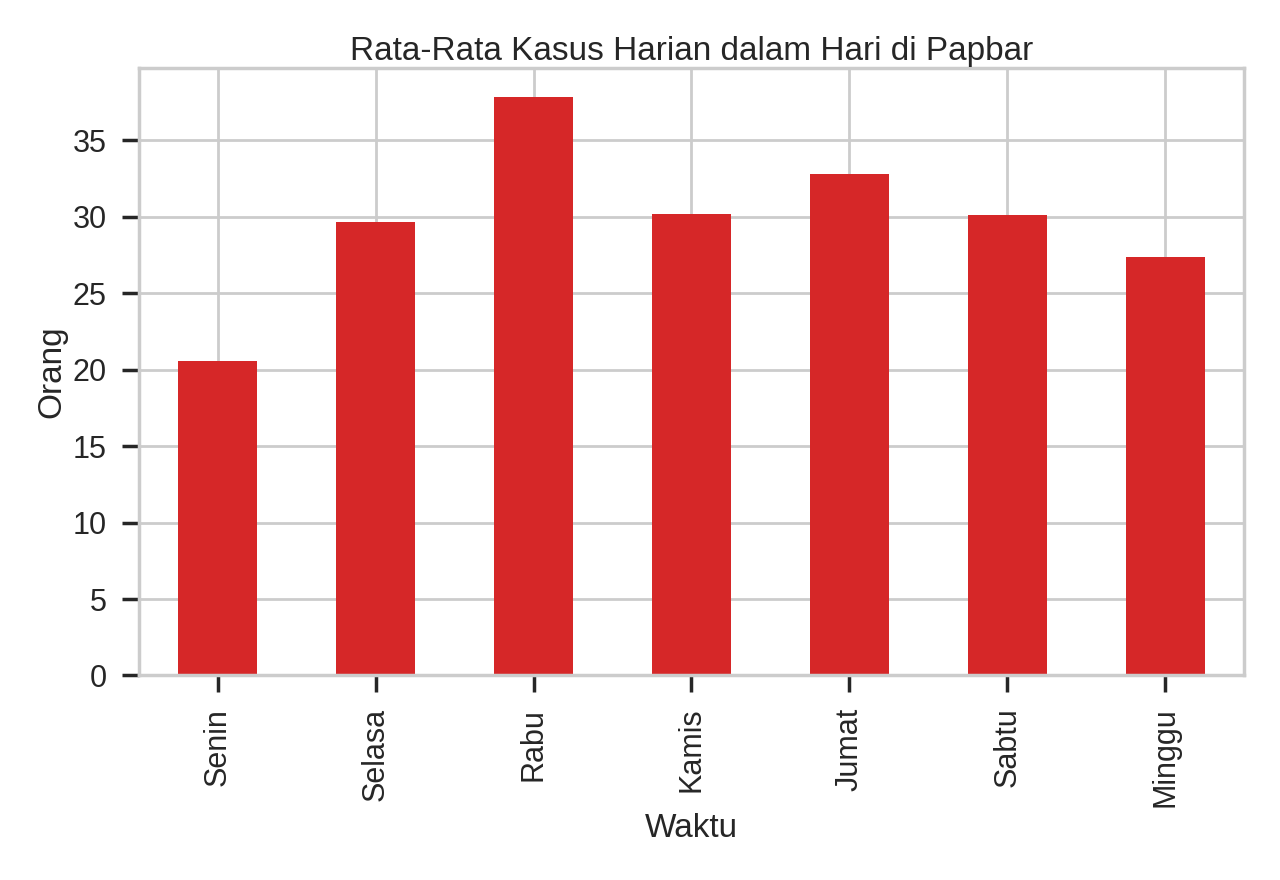 Rata-Rata Kasus Harian dalam Hari di Papbar
35
30
25
20
15
10
5
0
Orang
Senin
Selasa
Rabu
Kamis
Jumat
Sabtu
Minggu
Waktu